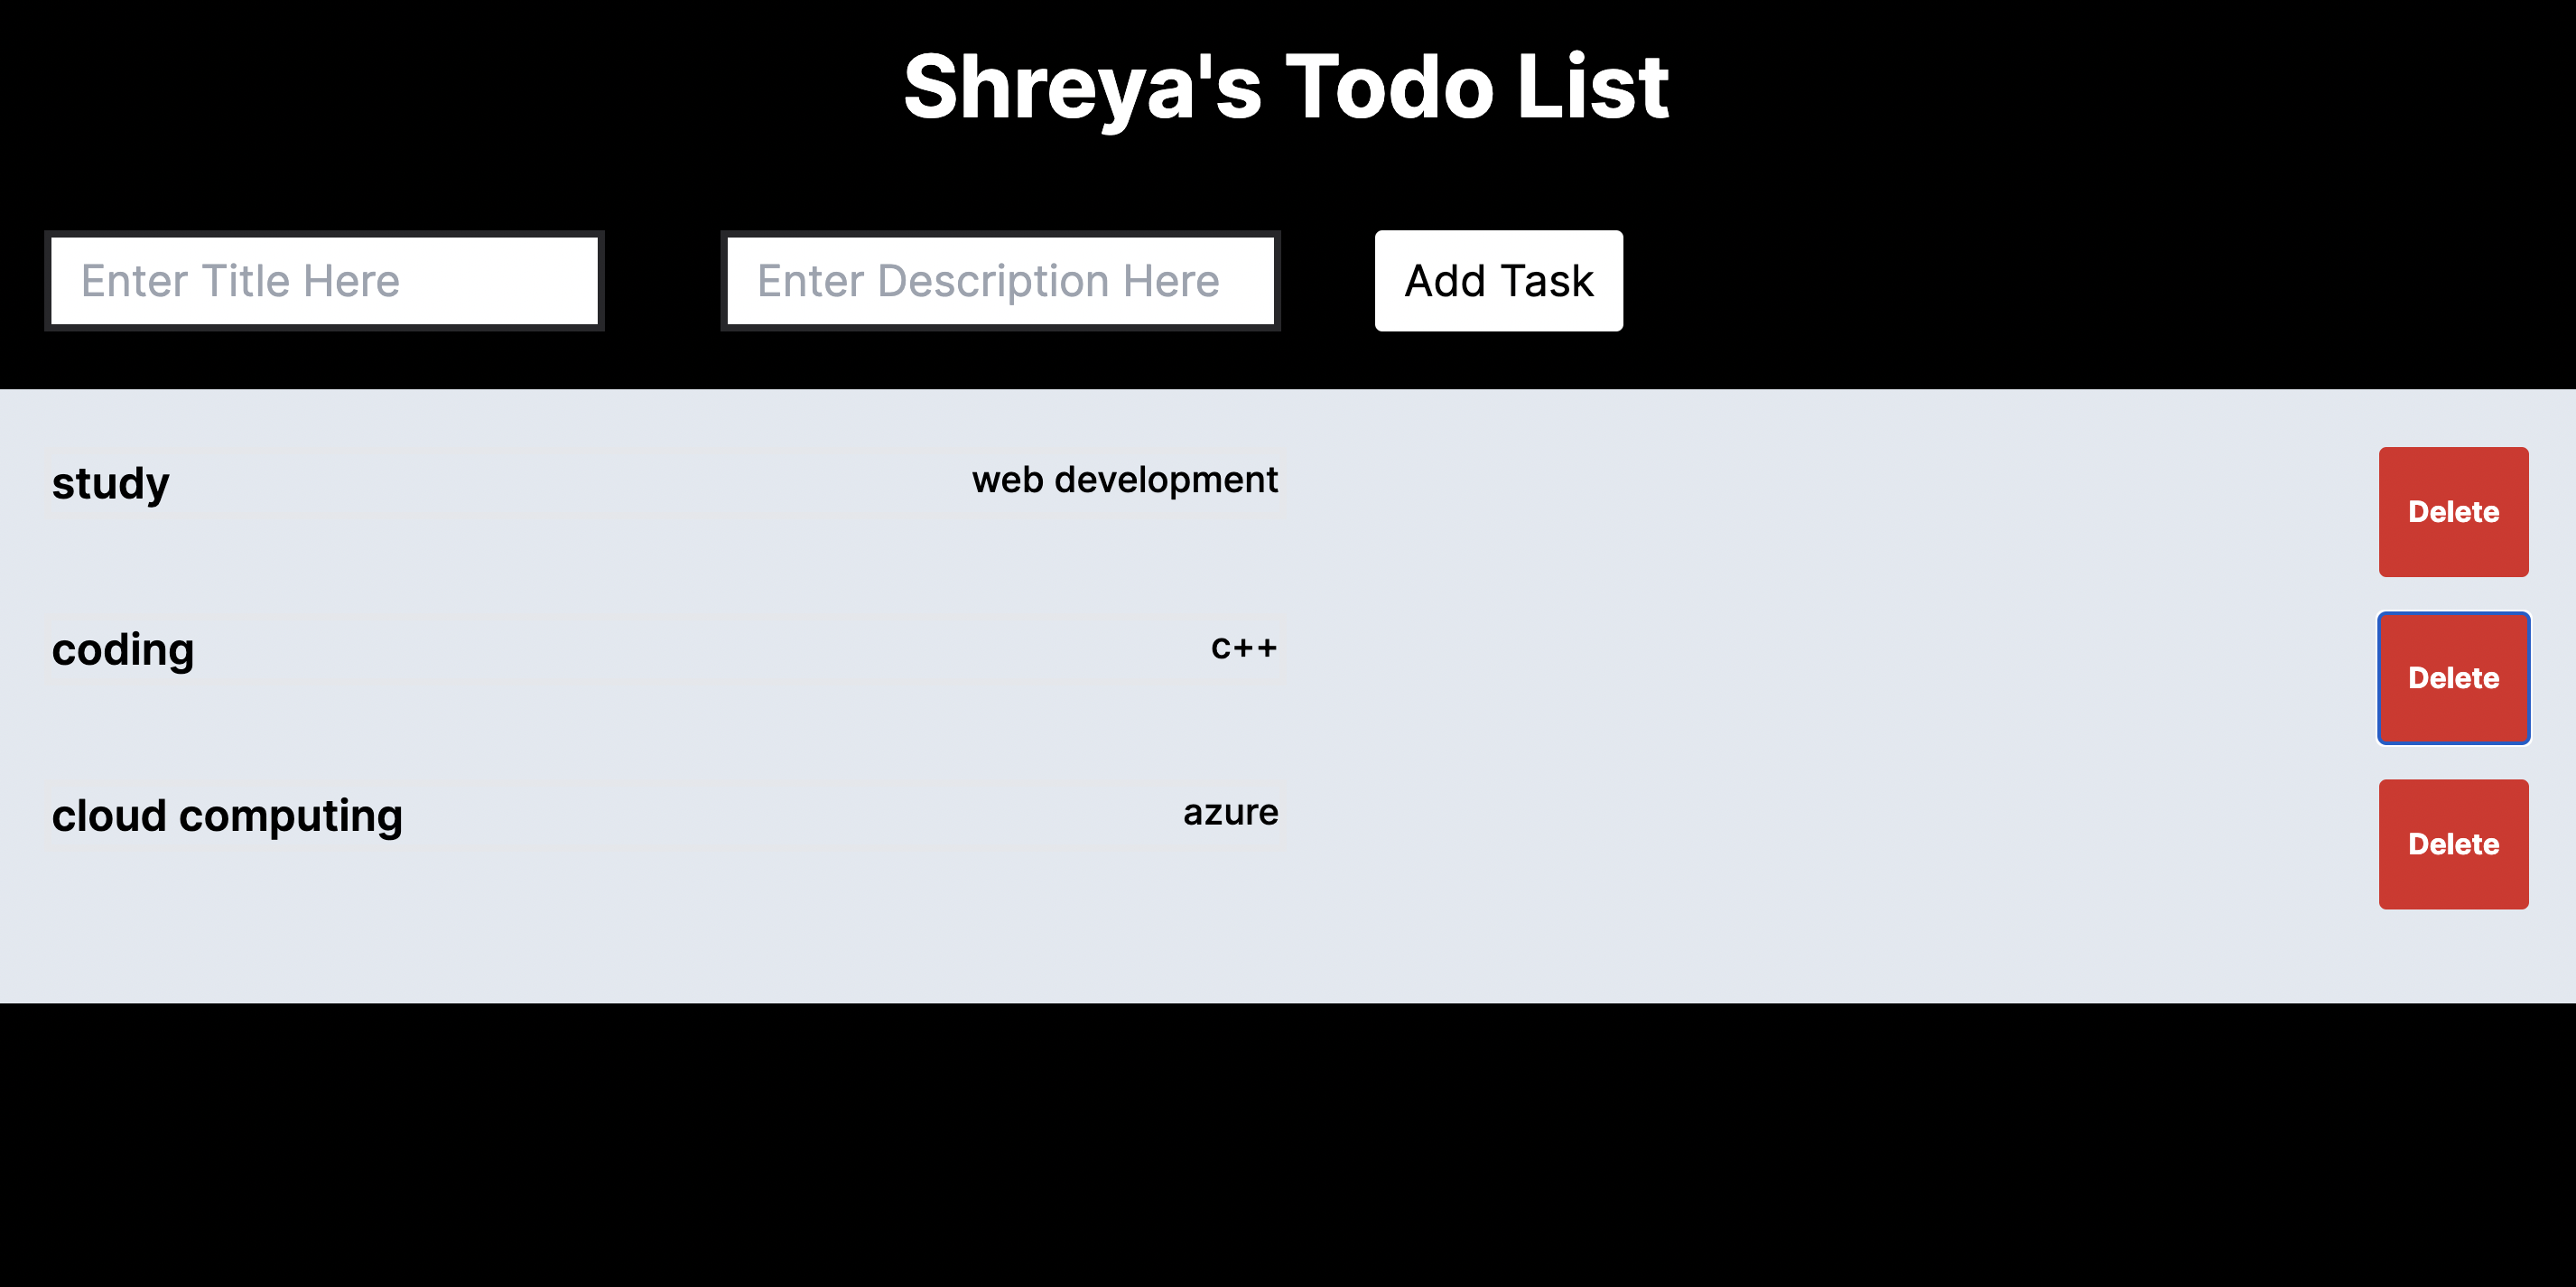 Shreya's Todo List
Enter Title Here Enter Description Here Add Task
study web development Delete
coding c++ Delete
cloud computing azure Delete